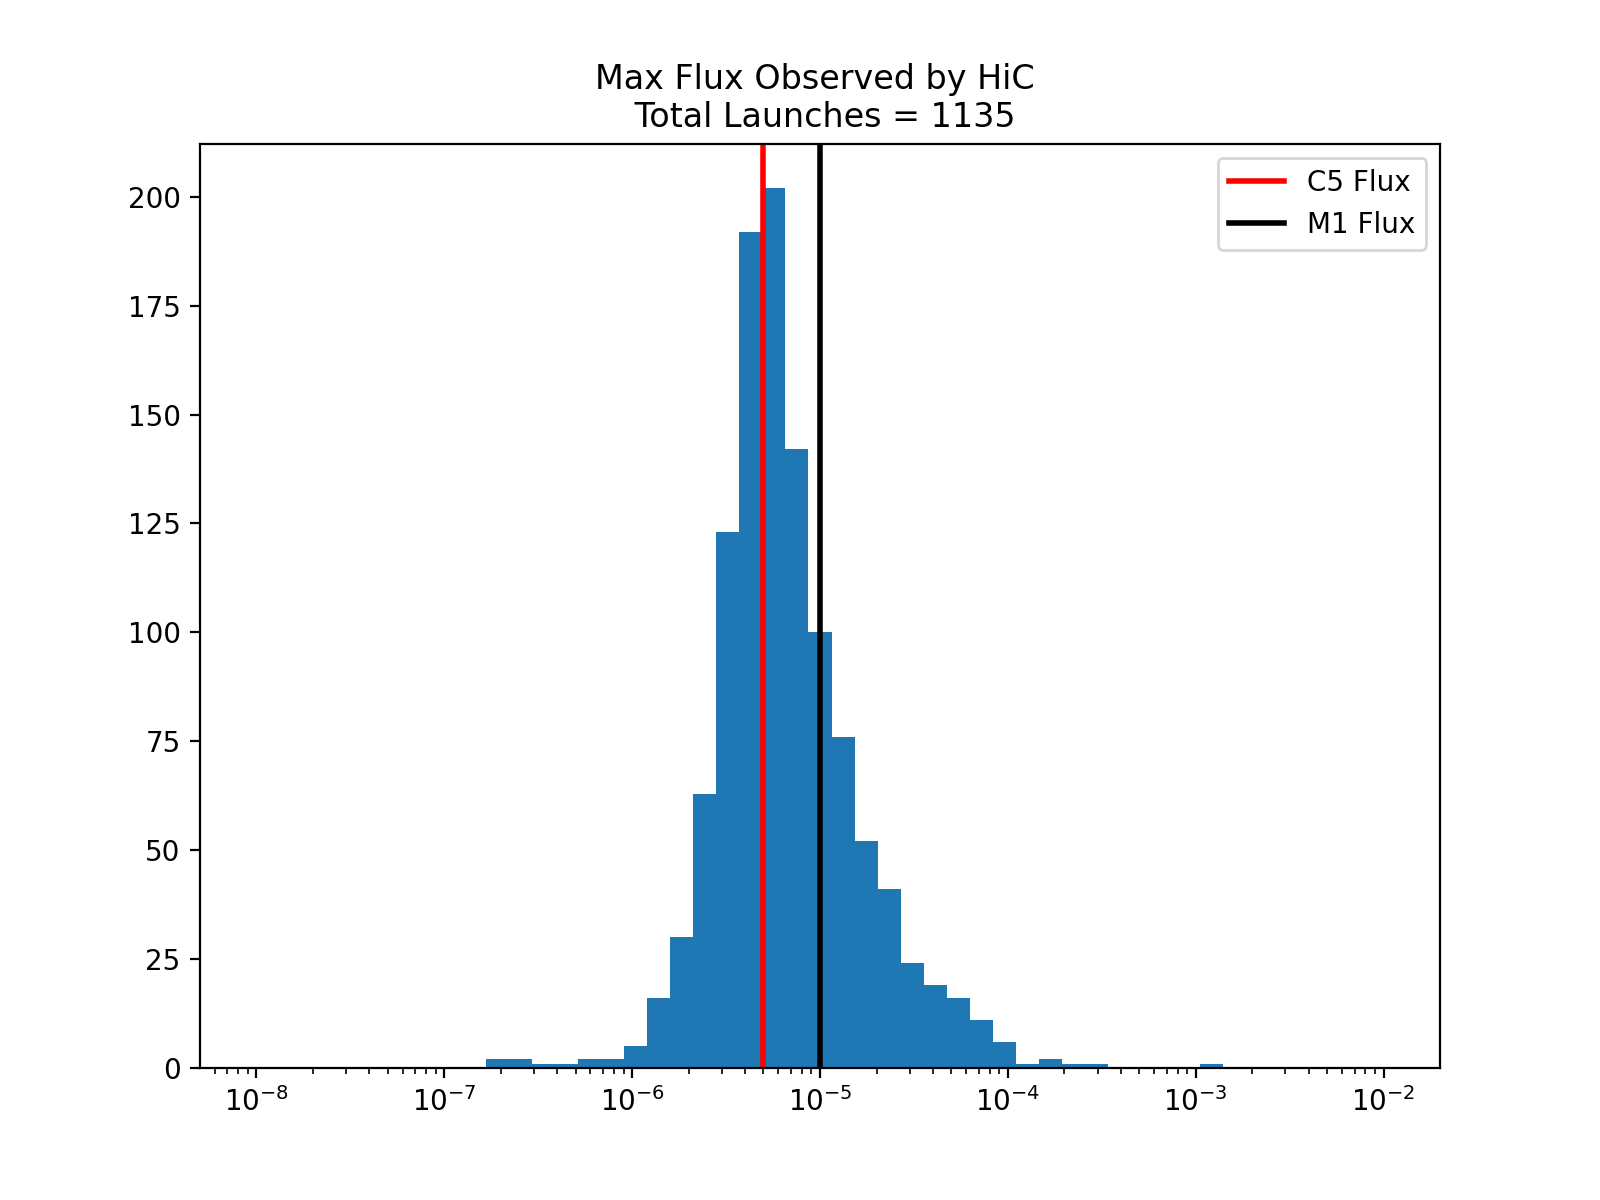 Max Flux Observed by HiC
Total Launches = 1135
C5 Flux
M1 Flux
200
175
150
125
100
75
50
25
0
10⁻⁸ 10⁻⁷ 10⁻⁶ 10⁻⁵ 10⁻⁴ 10⁻³ 10⁻²